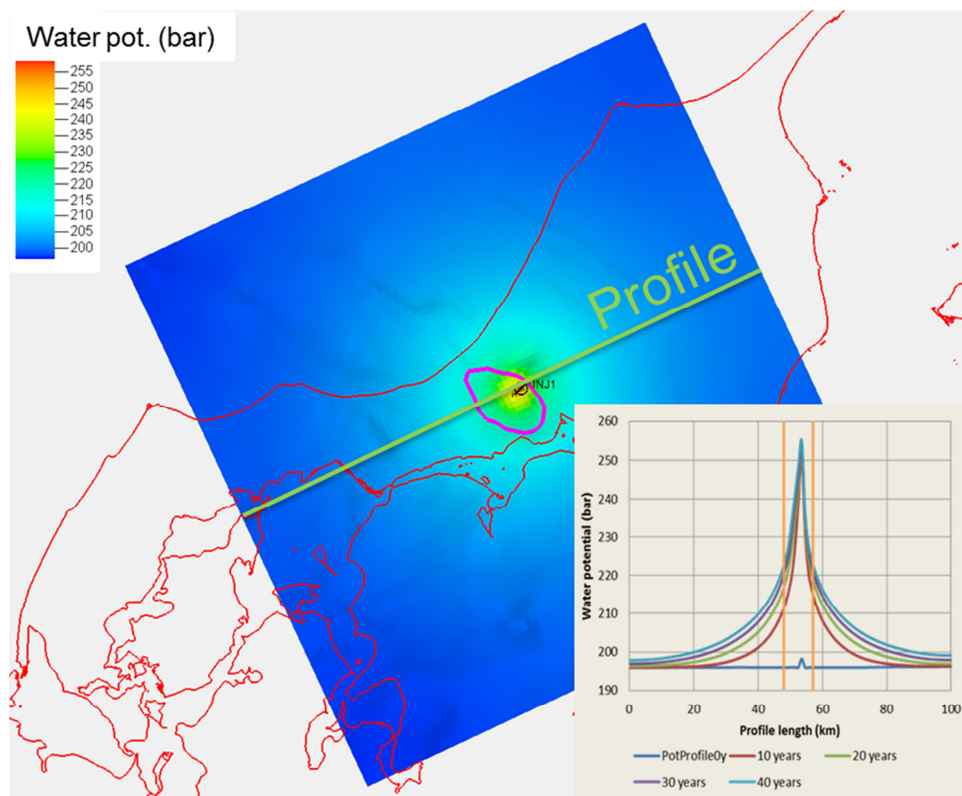 Water pot. (bar)
255
250
245
240
235
230
225
220
215
210
205
200
Profile
INJ1
260
250
240
230
220
210
200
190
Water potential (bar)
0 20 40 60 80 100
Profile length (km)
PotProfile0y 10 years 20 years
30 years 40 years